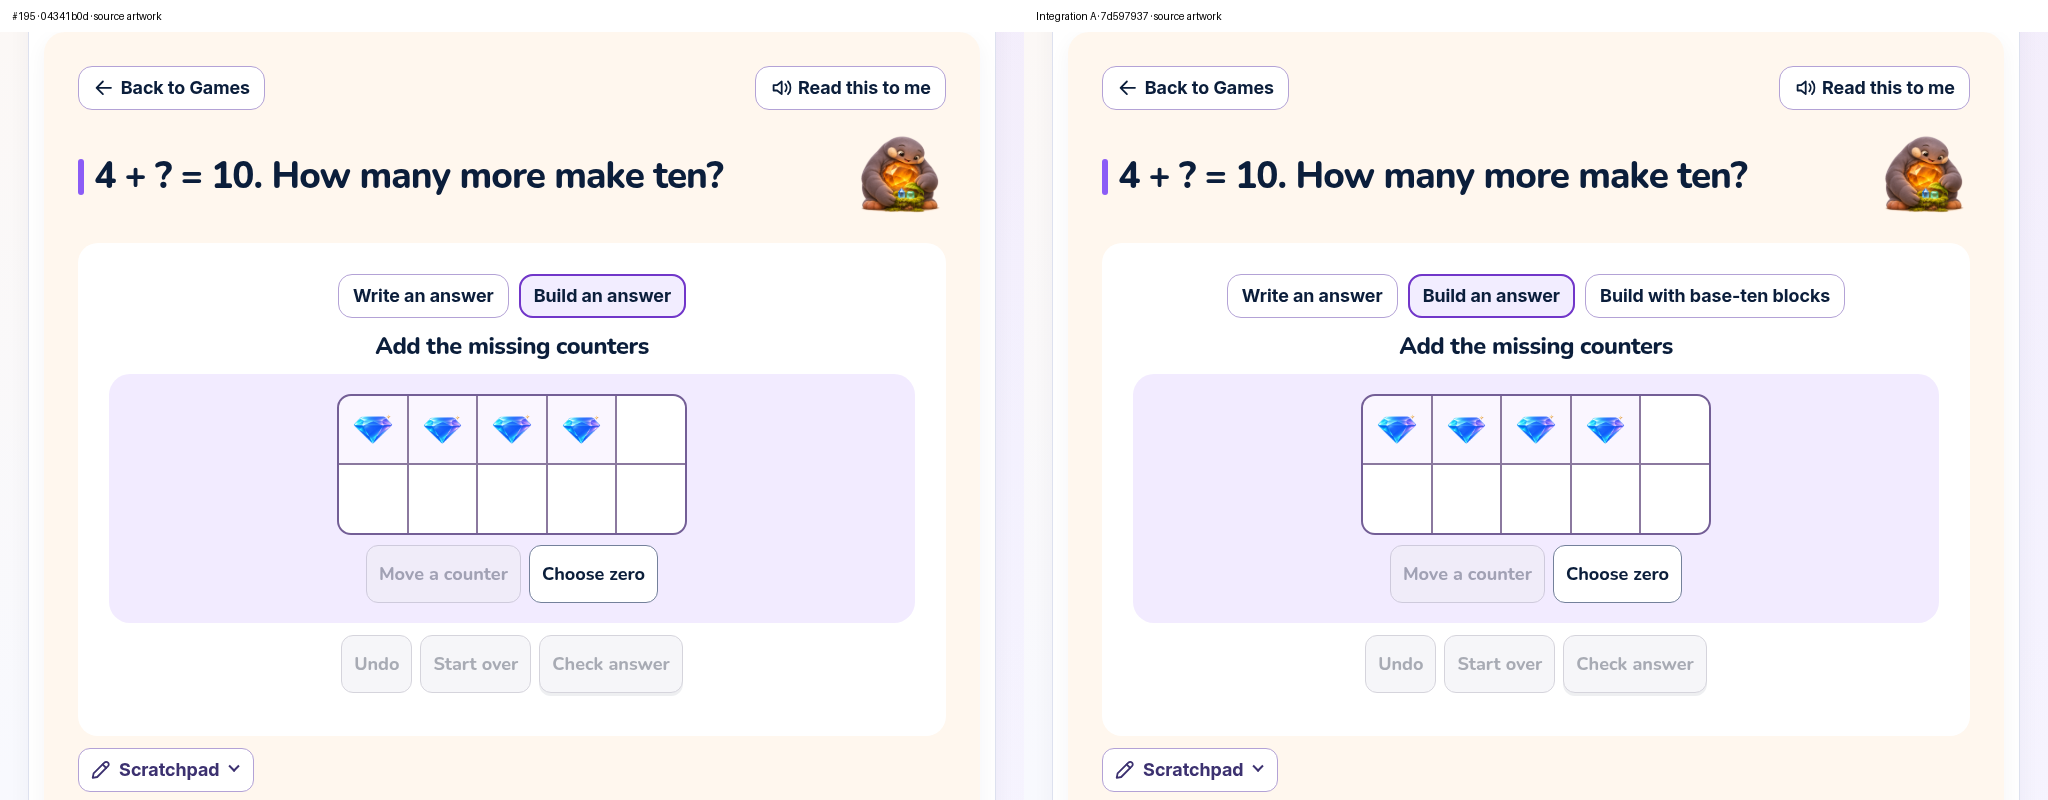 #195 · 04341b0d · source artwork
Back to Games
Read this to me
4 + ? = 10. How many more make ten?
Write an answer
Build an answer
Add the missing counters
Move a counter
Choose zero
Undo
Start over
Check answer
Scratchpad
Integration A · 7d597937 · source artwork
Back to Games
Read this to me
4 + ? = 10. How many more make ten?
Write an answer
Build an answer
Build with base-ten blocks
Add the missing counters
Move a counter
Choose zero
Undo
Start over
Check answer
Scratchpad